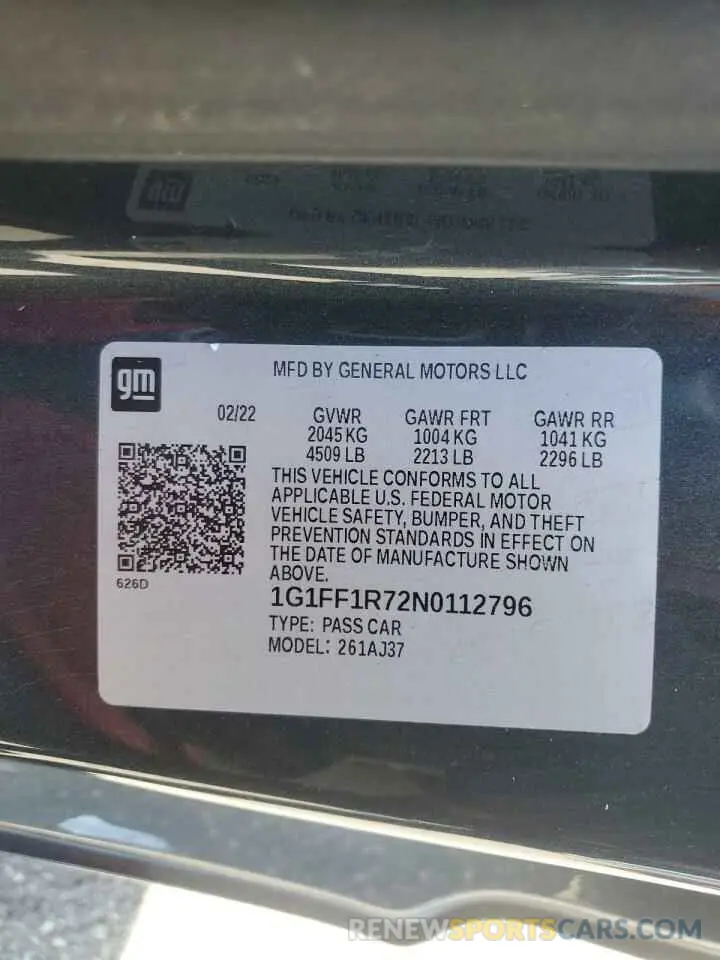 gm
MFD BY GENERAL MOTORS LLC
02/22 GVWR GAWR FRT GAWR RR
2045 KG 1004 KG 1041 KG
4509 LB 2213 LB 2296 LB
THIS VEHICLE CONFORMS TO ALL
APPLICABLE U.S. FEDERAL MOTOR
VEHICLE SAFETY, BUMPER, AND THEFT
PREVENTION STANDARDS IN EFFECT ON
THE DATE OF MANUFACTURE SHOWN
ABOVE.
626D
1G1FF1R72N0112796
TYPE: PASS CAR
MODEL: 261AJ37
RENEWSPORTSCARS.COM